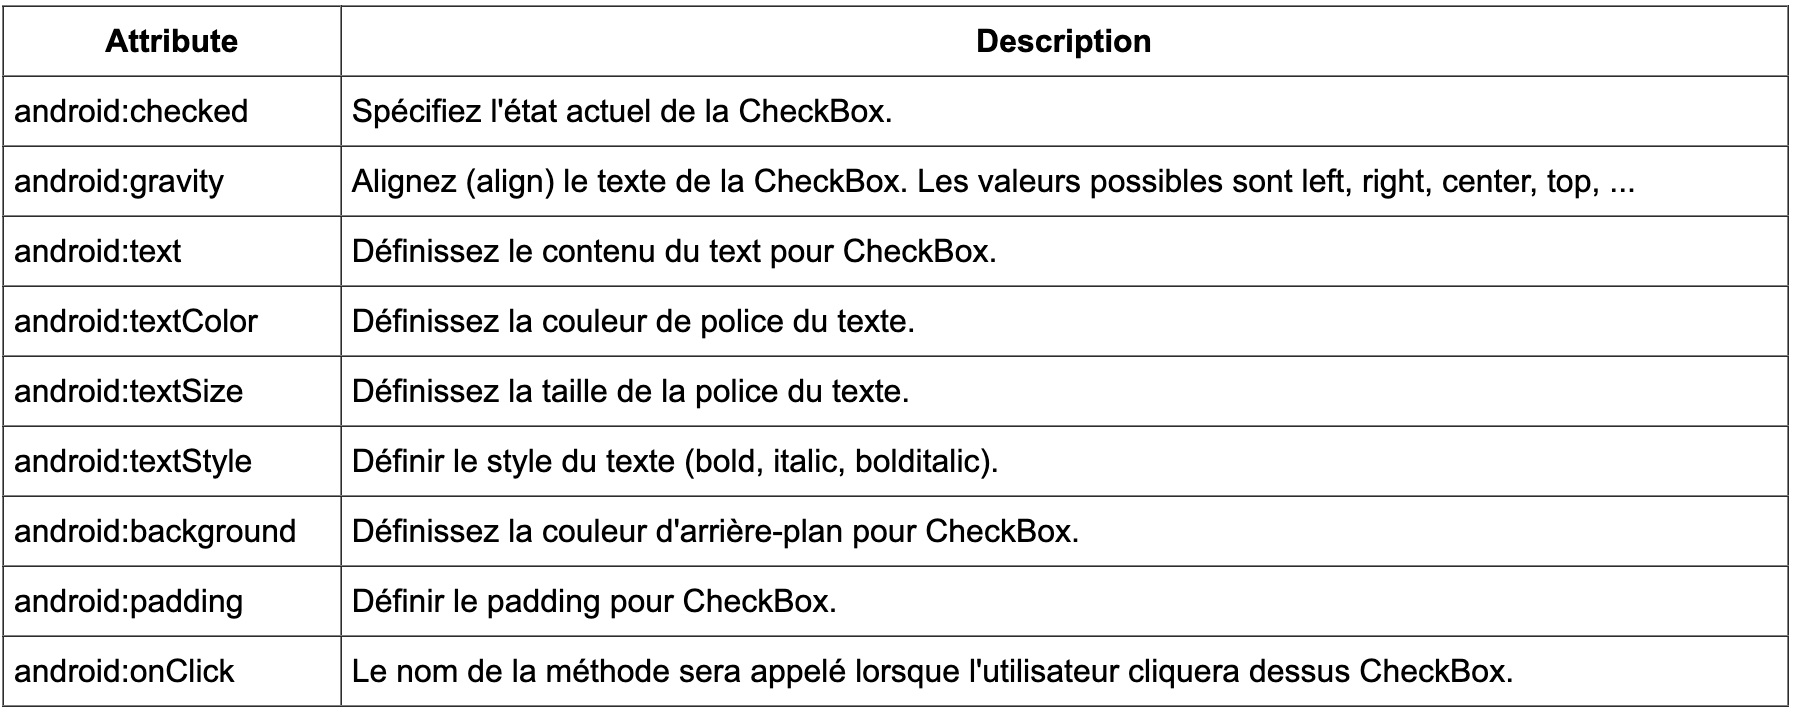 Attribute Description
android:checked Spécifiez l'état actuel de la CheckBox.
android:gravity Alignez (align) le texte de la CheckBox. Les valeurs possibles sont left, right, center, top, ...
android:text Définissez le contenu du text pour CheckBox.
android:textColor Définissez la couleur de police du texte.
android:textSize Définissez la taille de la police du texte.
android:textStyle Définir le style du texte (bold, italic, bolditalic).
android:background Définissez la couleur d'arrière-plan pour CheckBox.
android:padding Définir le padding pour CheckBox.
android:onClick Le nom de la méthode sera appelé lorsque l'utilisateur cliquera dessus CheckBox.